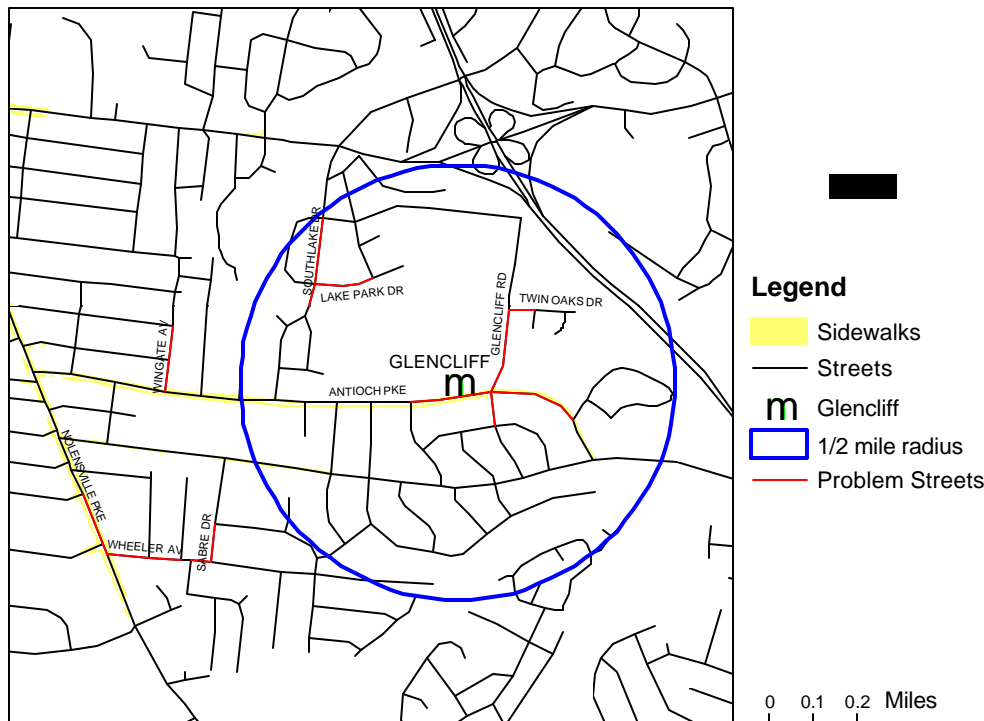 SOUTHLAKE DR
LAKE PARK DR
GLENCLIFF RD
TWIN OAKS DR
WINGATE AV
GLENCLIFF
m
ANTIOCH PKE
NOLENSVILLE PKE
WHEELER AV
SABRE DR
Legend
Sidewalks
Streets
m Glencliff
1/2 mile radius
Problem Streets
0 0.1 0.2 Miles